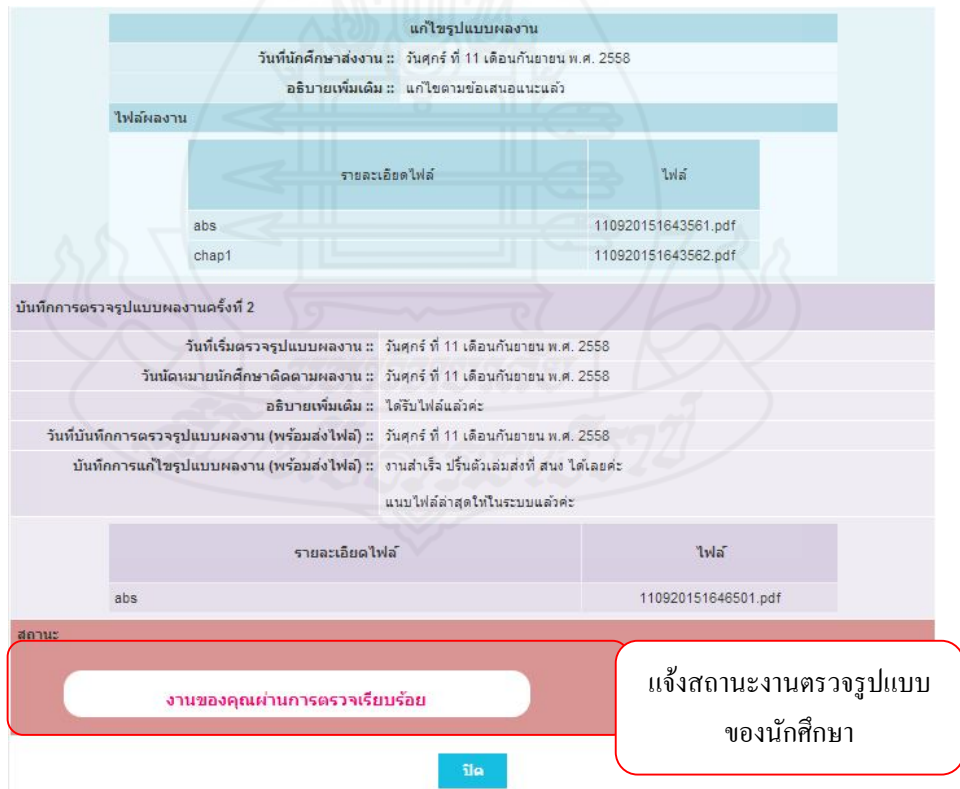 แก้ไขรูปแบบผลงาน
วันที่นักศึกษาส่งงาน :: วันศุกร์ ที่ 11 เดือนกันยายน พ.ศ. 2558
อธิบายเพิ่มเติม :: แก้ไขตามข้อเสนอแนะแล้ว
ไฟล์ผลงาน
รายละเอียดไฟล์ ไฟล์
abs 110920151643561.pdf
chap1 110920151643562.pdf
บันทึกการตรวจรูปแบบผลงานครั้งที่ 2
วันที่เริ่มตรวจรูปแบบผลงาน :: วันศุกร์ ที่ 11 เดือนกันยายน พ.ศ. 2558
วันนัดหมายนักศึกษาติดตามผลงาน :: วันศุกร์ ที่ 11 เดือนกันยายน พ.ศ. 2558
อธิบายเพิ่มเติม :: ได้รับไฟล์แล้วค่ะ
วันที่บันทึกการตรวจรูปแบบผลงาน (พร้อมส่งไฟล์) :: วันศุกร์ ที่ 11 เดือนกันยายน พ.ศ. 2558
บันทึกการแก้ไขรูปแบบผลงาน (พร้อมส่งไฟล์) :: งานสำเร็จ ปริ้นตัวเล่มส่งที่ สนง ได้เลยค่ะ
แนบไฟล์ล่าสุดให้ในระบบแล้วค่ะ
รายละเอียดไฟล์ ไฟล์
abs 110920151646501.pdf
สถานะ
งานของคุณผ่านการตรวจเรียบร้อย
แจ้งสถานะงานตรวจรูปแบบ
ของนักศึกษา
ปิด